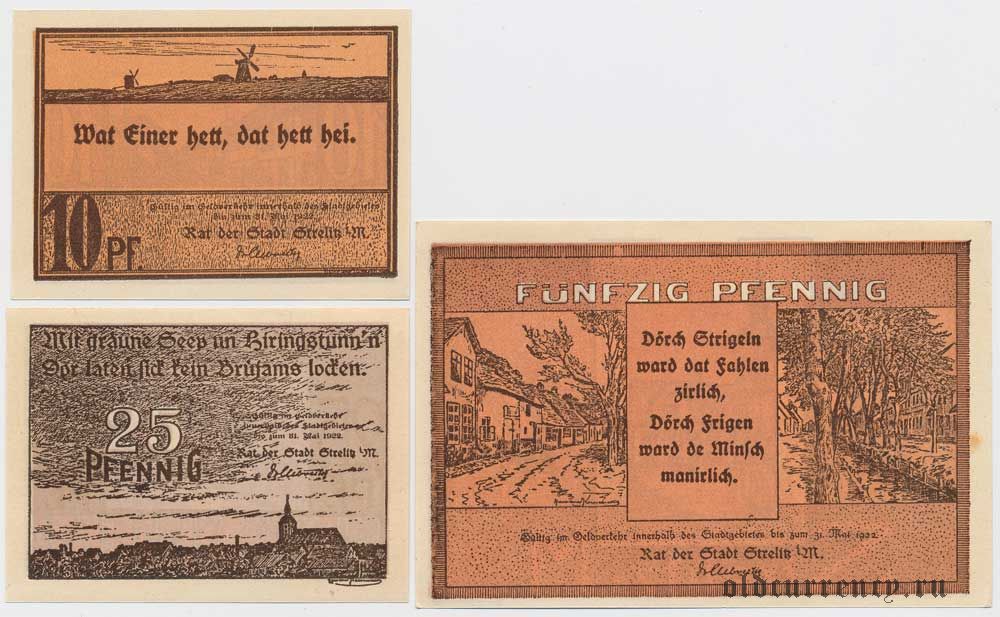 Wat Einer hett, dat hett hei.
10 PF.
Gültig im Geldverkehr innerhalb des Stadtgebietes
bis zum 31. Mai 1922.
Rat der Stadt Strelitz i.M.
Mit gräune Seep un Hiringstunn'n
Dor laten sick kein Brüjams locken.
25
PFENNIG
Gültig im Geldverkehr
innerhalb des Stadtgebietes
bis zum 31. Mai 1922.
Rat der Stadt Strelitz i.M.
FÜNFZIG PFENNIG
Dörch Strigeln
ward dat Fahlen
zirlich,
Dörch Frigen
ward de Minsch
manirlich.
Gültig im Geldverkehr innerhalb des Stadtgebietes bis zum 31. Mai 1922.
Rat der Stadt Strelitz i.M.
oldcurrency.ru